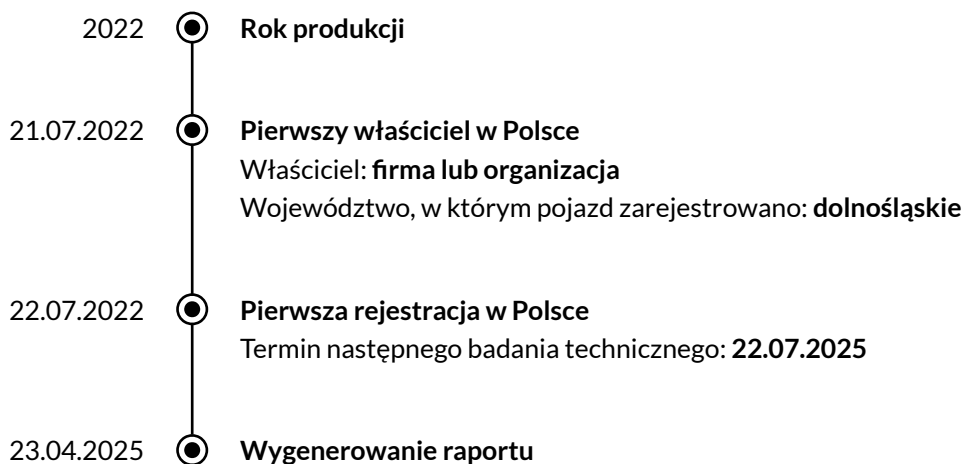 2022 Rok produkcji
21.07.2022 Pierwszy właściciel w Polsce
Właściciel: firma lub organizacja
Województwo, w którym pojazd zarejestrowano: dolnośląskie
22.07.2022 Pierwsza rejestracja w Polsce
Termin następnego badania technicznego: 22.07.2025
23.04.2025 Wygenerowanie raportu